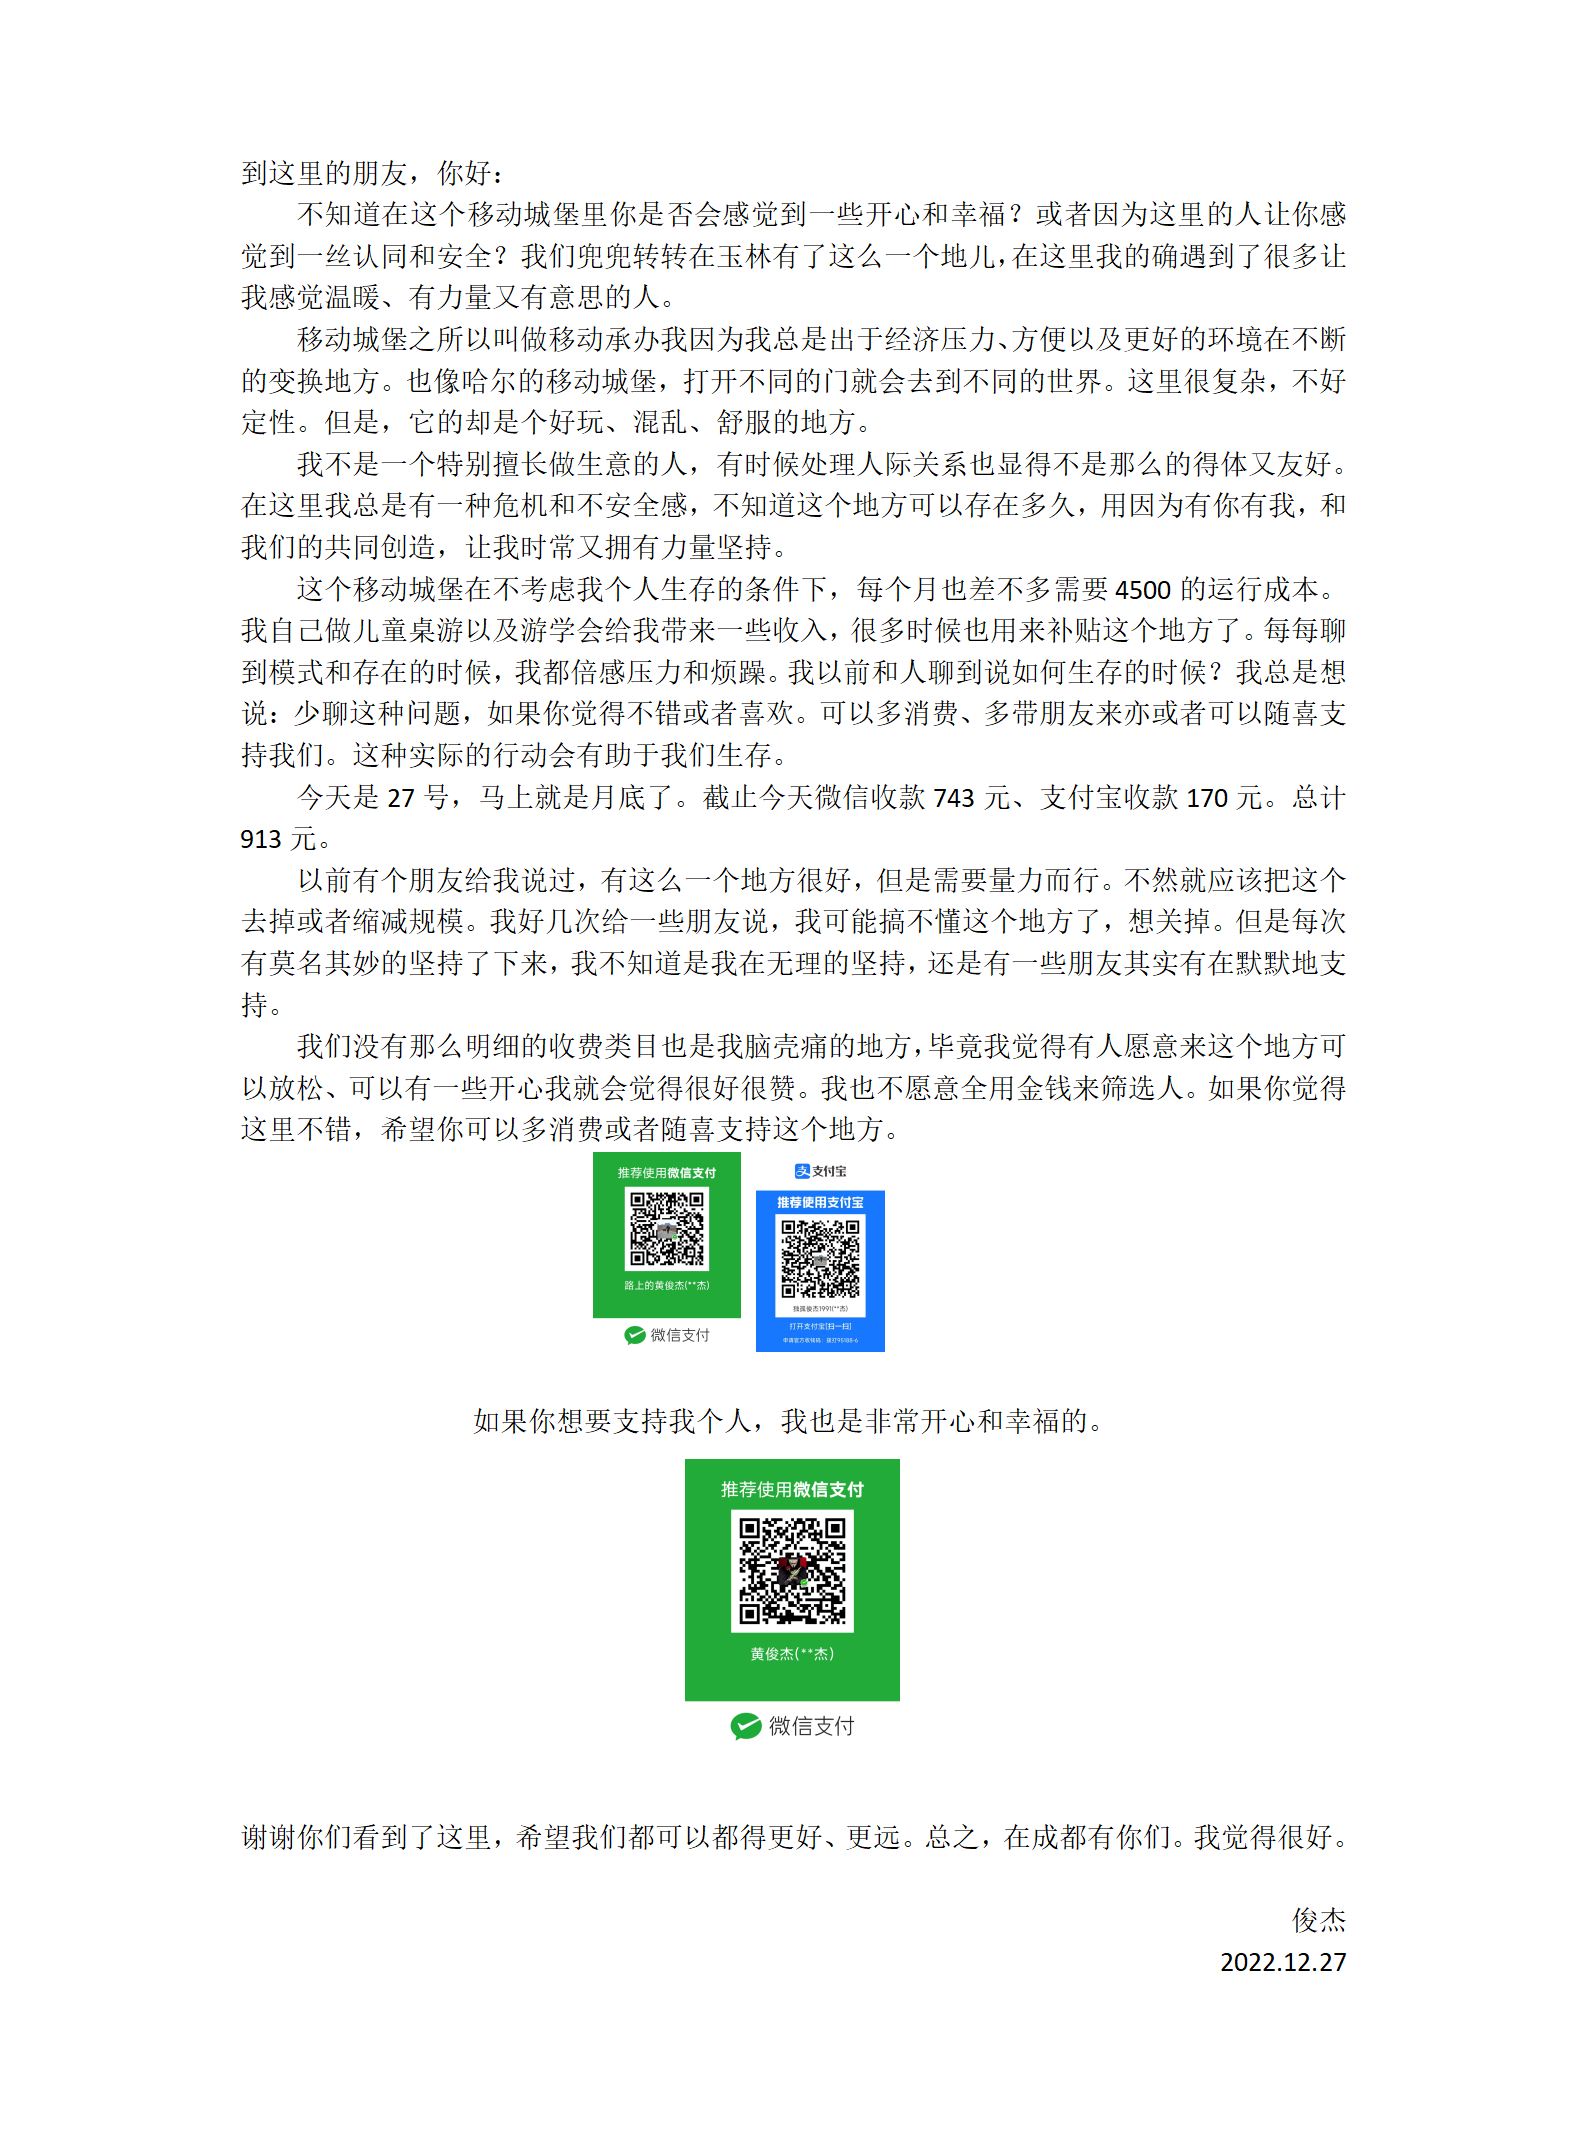 到这里的朋友，你好：
不知道在这个移动城堡里你是否会感觉到一些开心和幸福？或者因为这里的人让你感
觉到一丝认同和安全？我们兜兜转转在玉林有了这么一个地儿，在这里我的确遇到了很多让
我感觉温暖、有力量又有意思的人。
移动城堡之所以叫做移动承办我因为我总是出于经济压力、方便以及更好的环境在不断
的变换地方。也像哈尔的移动城堡，打开不同的门就会去到不同的世界。这里很复杂，不好
定性。但是，它的却是个好玩、混乱、舒服的地方。
我不是一个特别擅长做生意的人，有时候处理人际关系也显得不是那么的得体又友好。
在这里我总是有一种危机和不安全感，不知道这个地方可以存在多久，用因为有你有我，和
我们的共同创造，让我时常又拥有力量坚持。
这个移动城堡在不考虑我个人生存的条件下，每个月也差不多需要 4500 的运行成本。
我自己做儿童桌游以及游学会给我带来一些收入，很多时候也用来补贴这个地方了。每每聊
到模式和存在的时候，我都倍感压力和烦躁。我以前和人聊到说如何生存的时候？我总是想
说：少聊这种问题，如果你觉得不错或者喜欢。可以多消费、多带朋友来亦或者可以随喜支
持我们。这种实际的行动会有助于我们生存。
今天是 27 号，马上就是月底了。截止今天微信收款 743 元、支付宝收款 170 元。总计
913 元。
以前有个朋友给我说过，有这么一个地方很好，但是需要量力而行。不然就应该把这个
去掉或者缩减规模。我好几次给一些朋友说，我可能搞不懂这个地方了，想关掉。但是每次
有莫名其妙的坚持了下来，我不知道是我在无理的坚持，还是有一些朋友其实有在默默地支
持。
我们没有那么明细的收费类目也是我脑壳痛的地方，毕竟我觉得有人愿意来这个地方可
以放松、可以有一些开心我就会觉得很好很赞。我也不愿意全用金钱来筛选人。如果你觉得
这里不错，希望你可以多消费或者随喜支持这个地方。
推荐使用微信支付
路上的黄俊杰(**杰)
微信支付
支付宝
推荐使用支付宝
独孤俊杰1991(**杰)
打开支付宝[扫一扫]
申请官方收钱码：拨打95188-6
如果你想要支持我个人，我也是非常开心和幸福的。
推荐使用微信支付
黄俊杰(**杰)
微信支付
谢谢你们看到了这里，希望我们都可以都得更好、更远。总之，在成都有你们。我觉得很好。
俊杰
2022.12.27